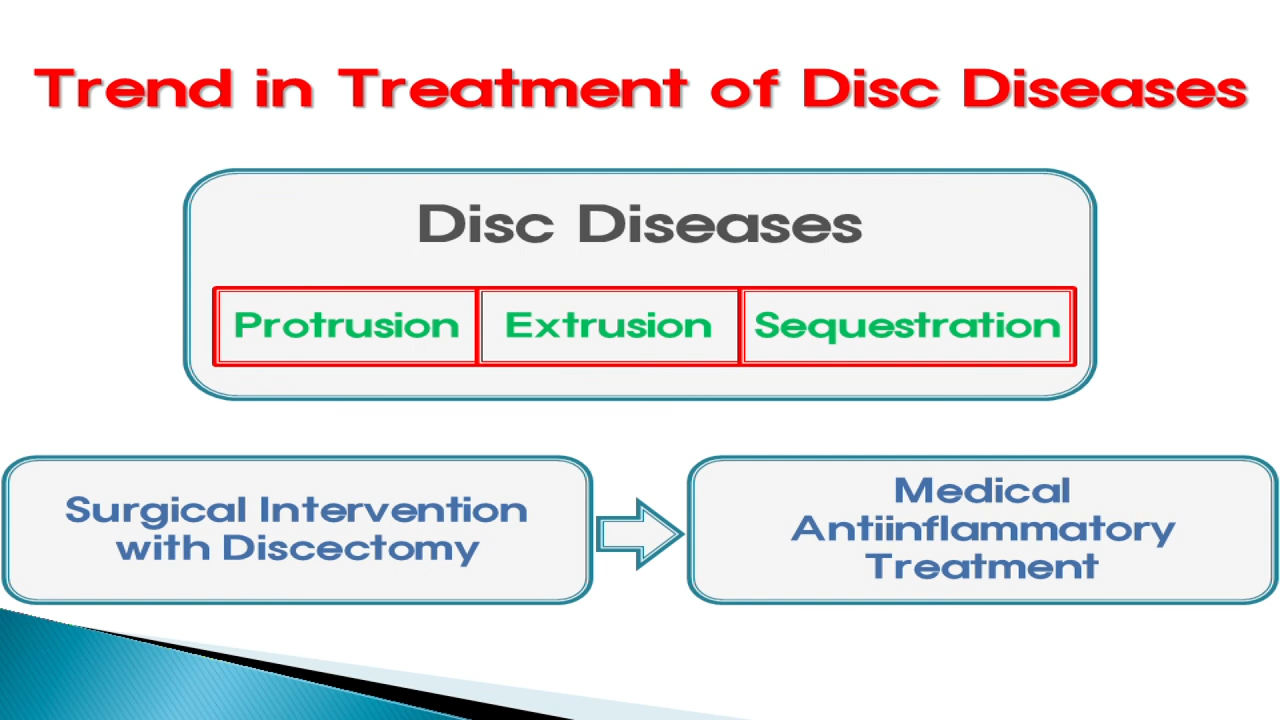 Trend in Treatment of Disc Diseases
Disc Diseases
Protrusion Extrusion Sequestration
Surgical Intervention
with Discectomy
Medical
Antiinflammatory
Treatment